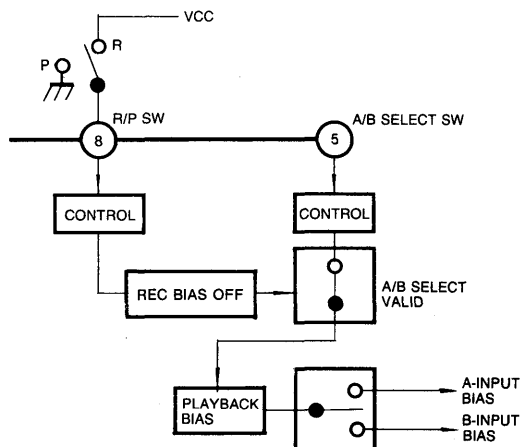 VCC
R
P
R/P SW
A/B SELECT SW
8
5
CONTROL
CONTROL
REC BIAS OFF
A/B SELECT
VALID
PLAYBACK
BIAS
A-INPUT
BIAS
B-INPUT
BIAS